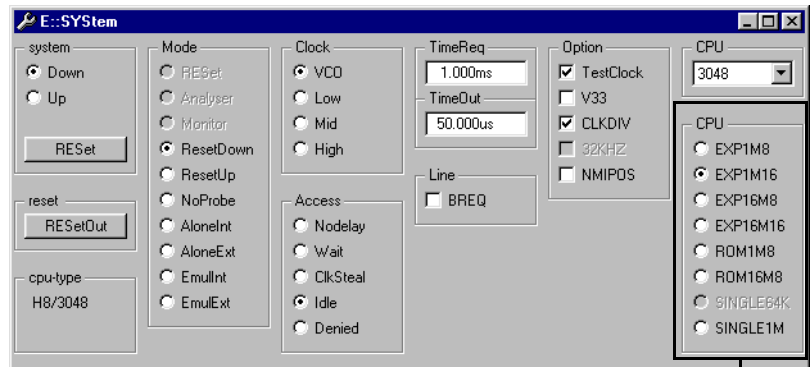 E::SYStem
system
Down
Up
RESet
reset
RESetOut
cpu-type
H8/3048
Mode
RESet
Analyser
Monitor
ResetDown
ResetUp
NoProbe
AloneInt
AloneExt
EmulInt
EmulExt
Clock
VCO
Low
Mid
High
Access
Nodelay
Wait
ClkSteal
Idle
Denied
TimeReq
1.000ms
TimeOut
50.000us
Line
BREQ
Option
TestClock
V33
CLKDIV
32KHZ
NMIPOS
CPU
3048
CPU
EXP1M8
EXP1M16
EXP16M8
EXP16M16
ROM1M8
ROM16M8
SINGLE64K
SINGLE1M